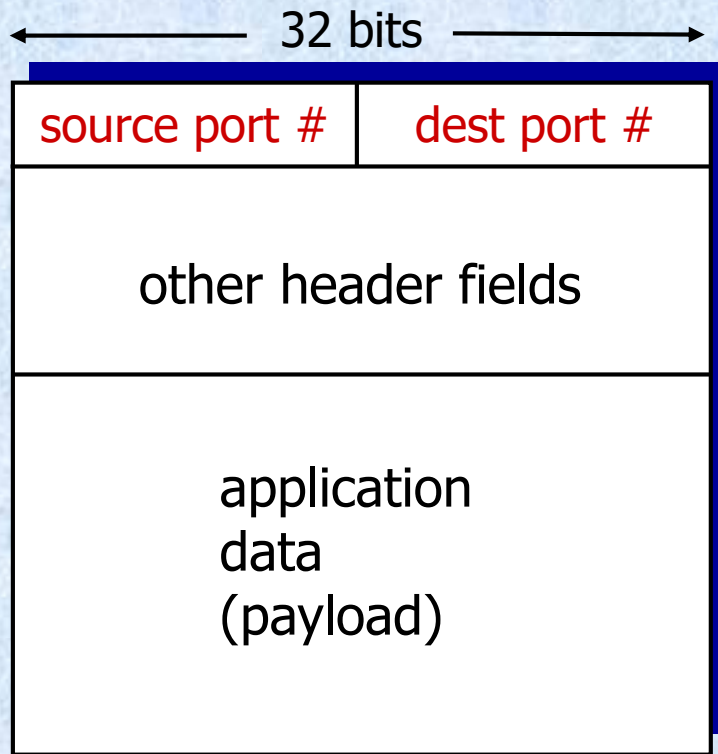 32 bits
source port #
dest port #
other header fields
application
data
(payload)